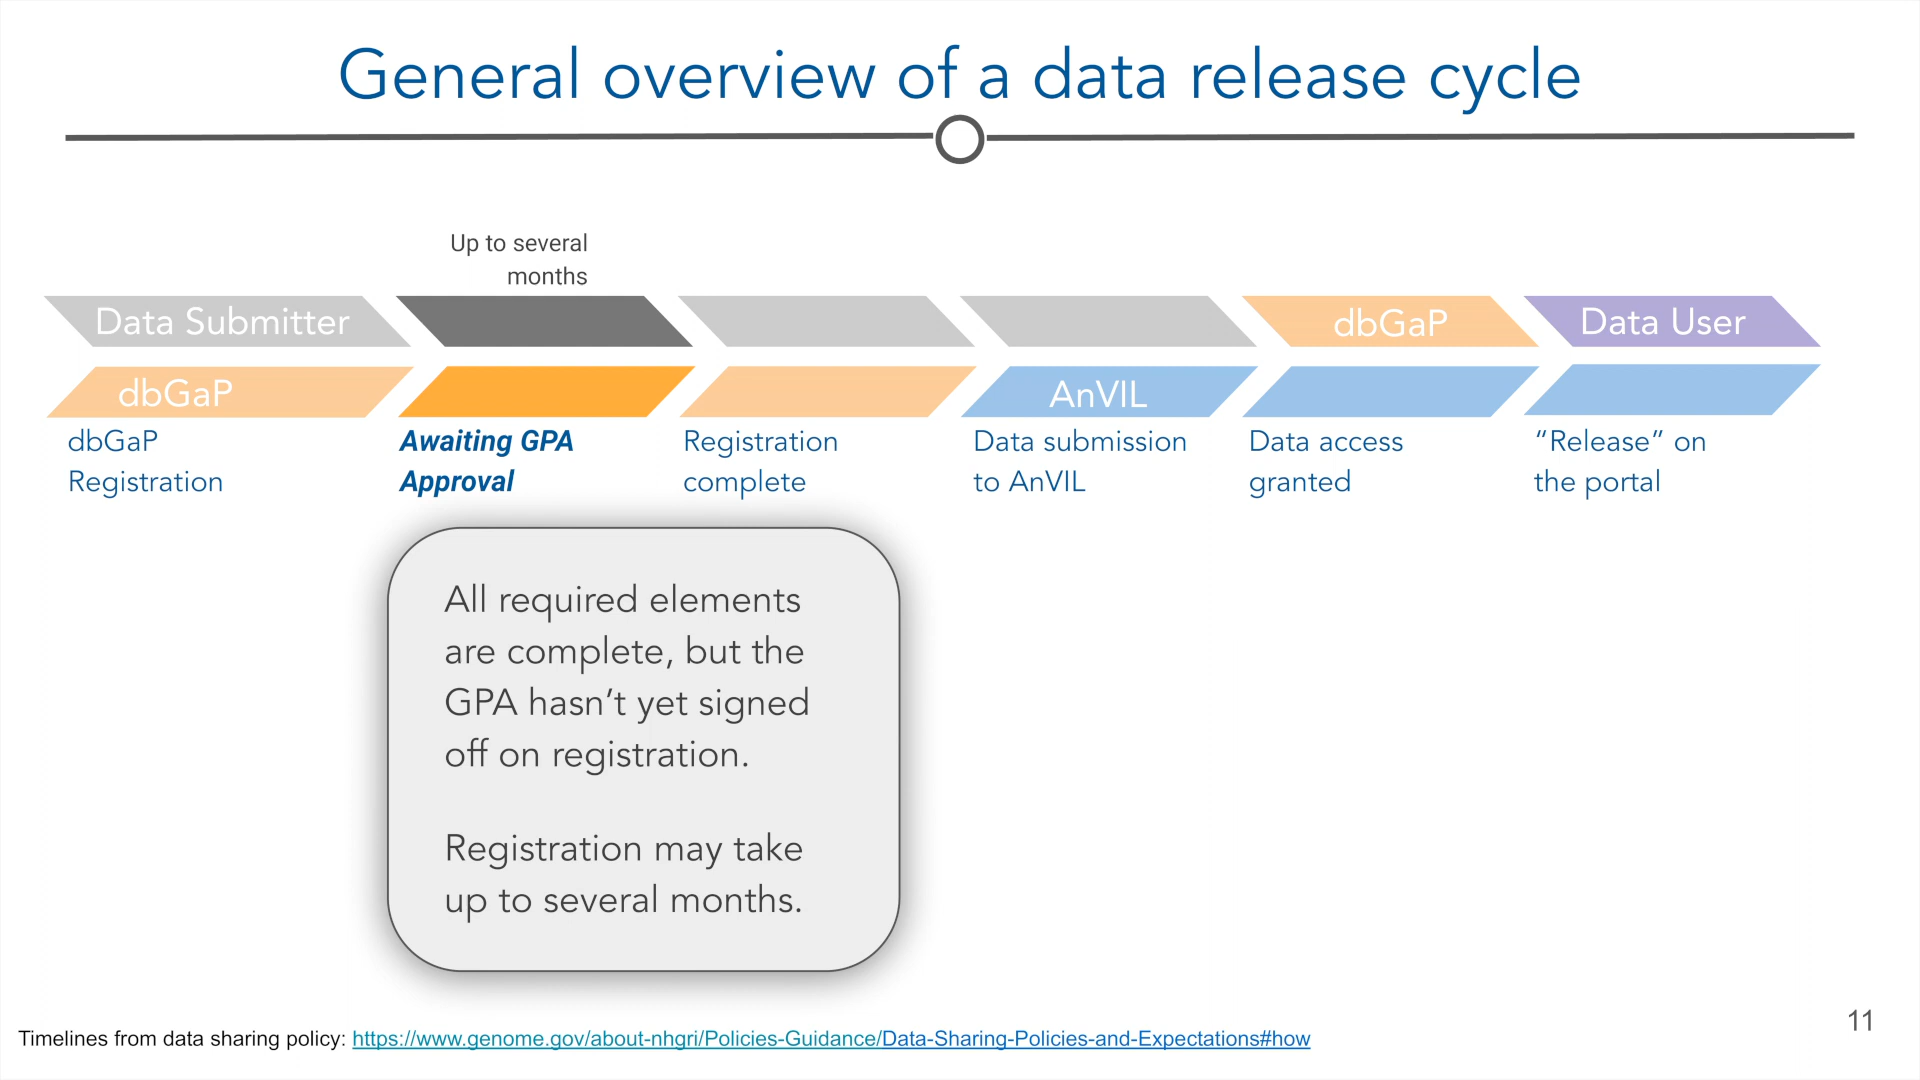 General overview of a data release cycle
Up to several
months
Data Submitter
dbGaP
Data User
dbGaP
AnVIL
dbGaP
Registration
Awaiting GPA
Approval
Registration
complete
Data submission
to AnVIL
Data access
granted
“Release” on
the portal
All required elements
are complete, but the
GPA hasn’t yet signed
off on registration.
Registration may take
up to several months.
Timelines from data sharing policy: https://www.genome.gov/about-nhgri/Policies-Guidance/Data-Sharing-Policies-and-Expectations#how
11